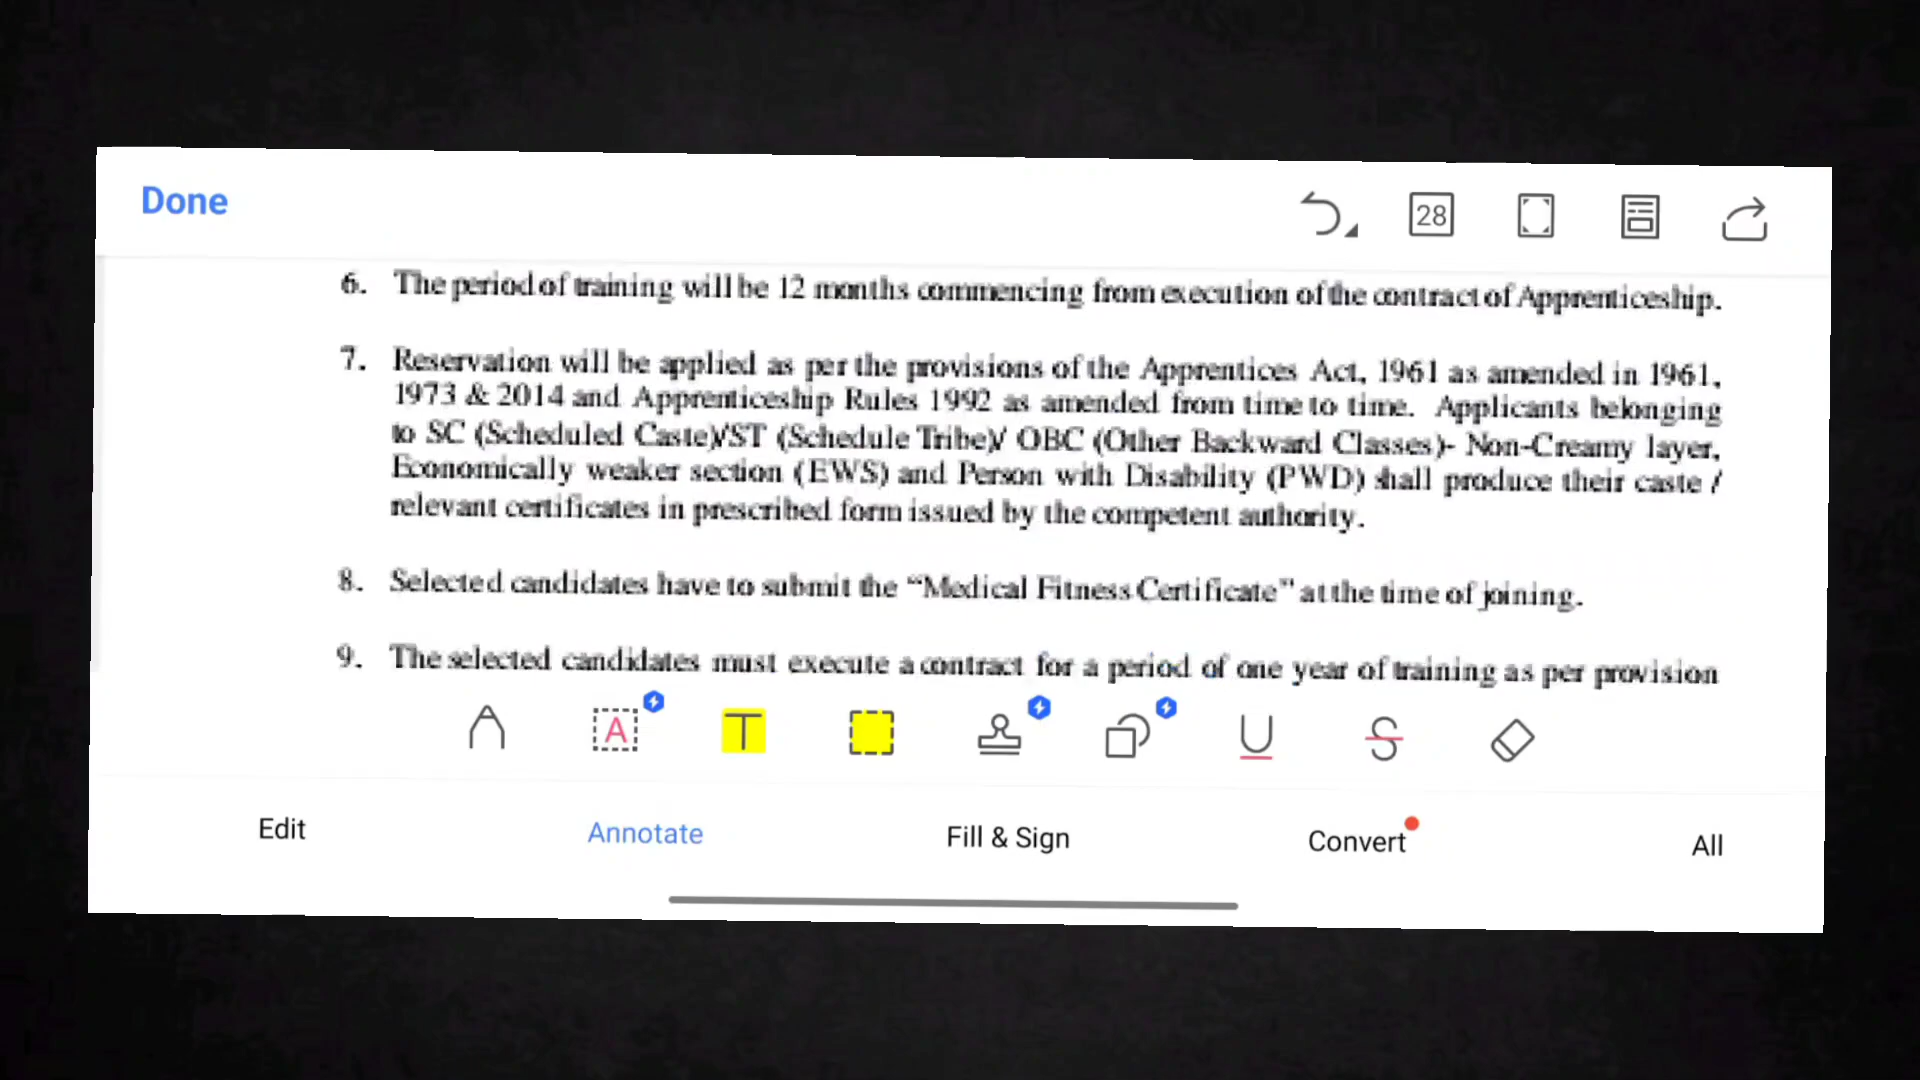 Done
28
6. The period of training will be 12 months commencing from execution of the contract of Apprenticeship.
7. Reservation will be applied as per the provisions of the Apprentices Act, 1961 as amended in 1961,
1973 & 2014 and Apprenticeship Rules 1992 as amended from time to time. Applicants belonging
to SC (Scheduled Caste)/ST (Schedule Tribe)/ OBC (Other Backward Classes)- Non-Creamy layer,
Economically weaker section (EWS) and Person with Disability (PWD) shall produce their caste /
relevant certificates in prescribed form issued by the competent authority.
8. Selected candidates have to submit the “Medical Fitness Certificate” at the time of joining.
9. The selected candidates must execute a contract for a period of one year of training as per provision
A T U S
Edit Annotate Fill & Sign Convert All